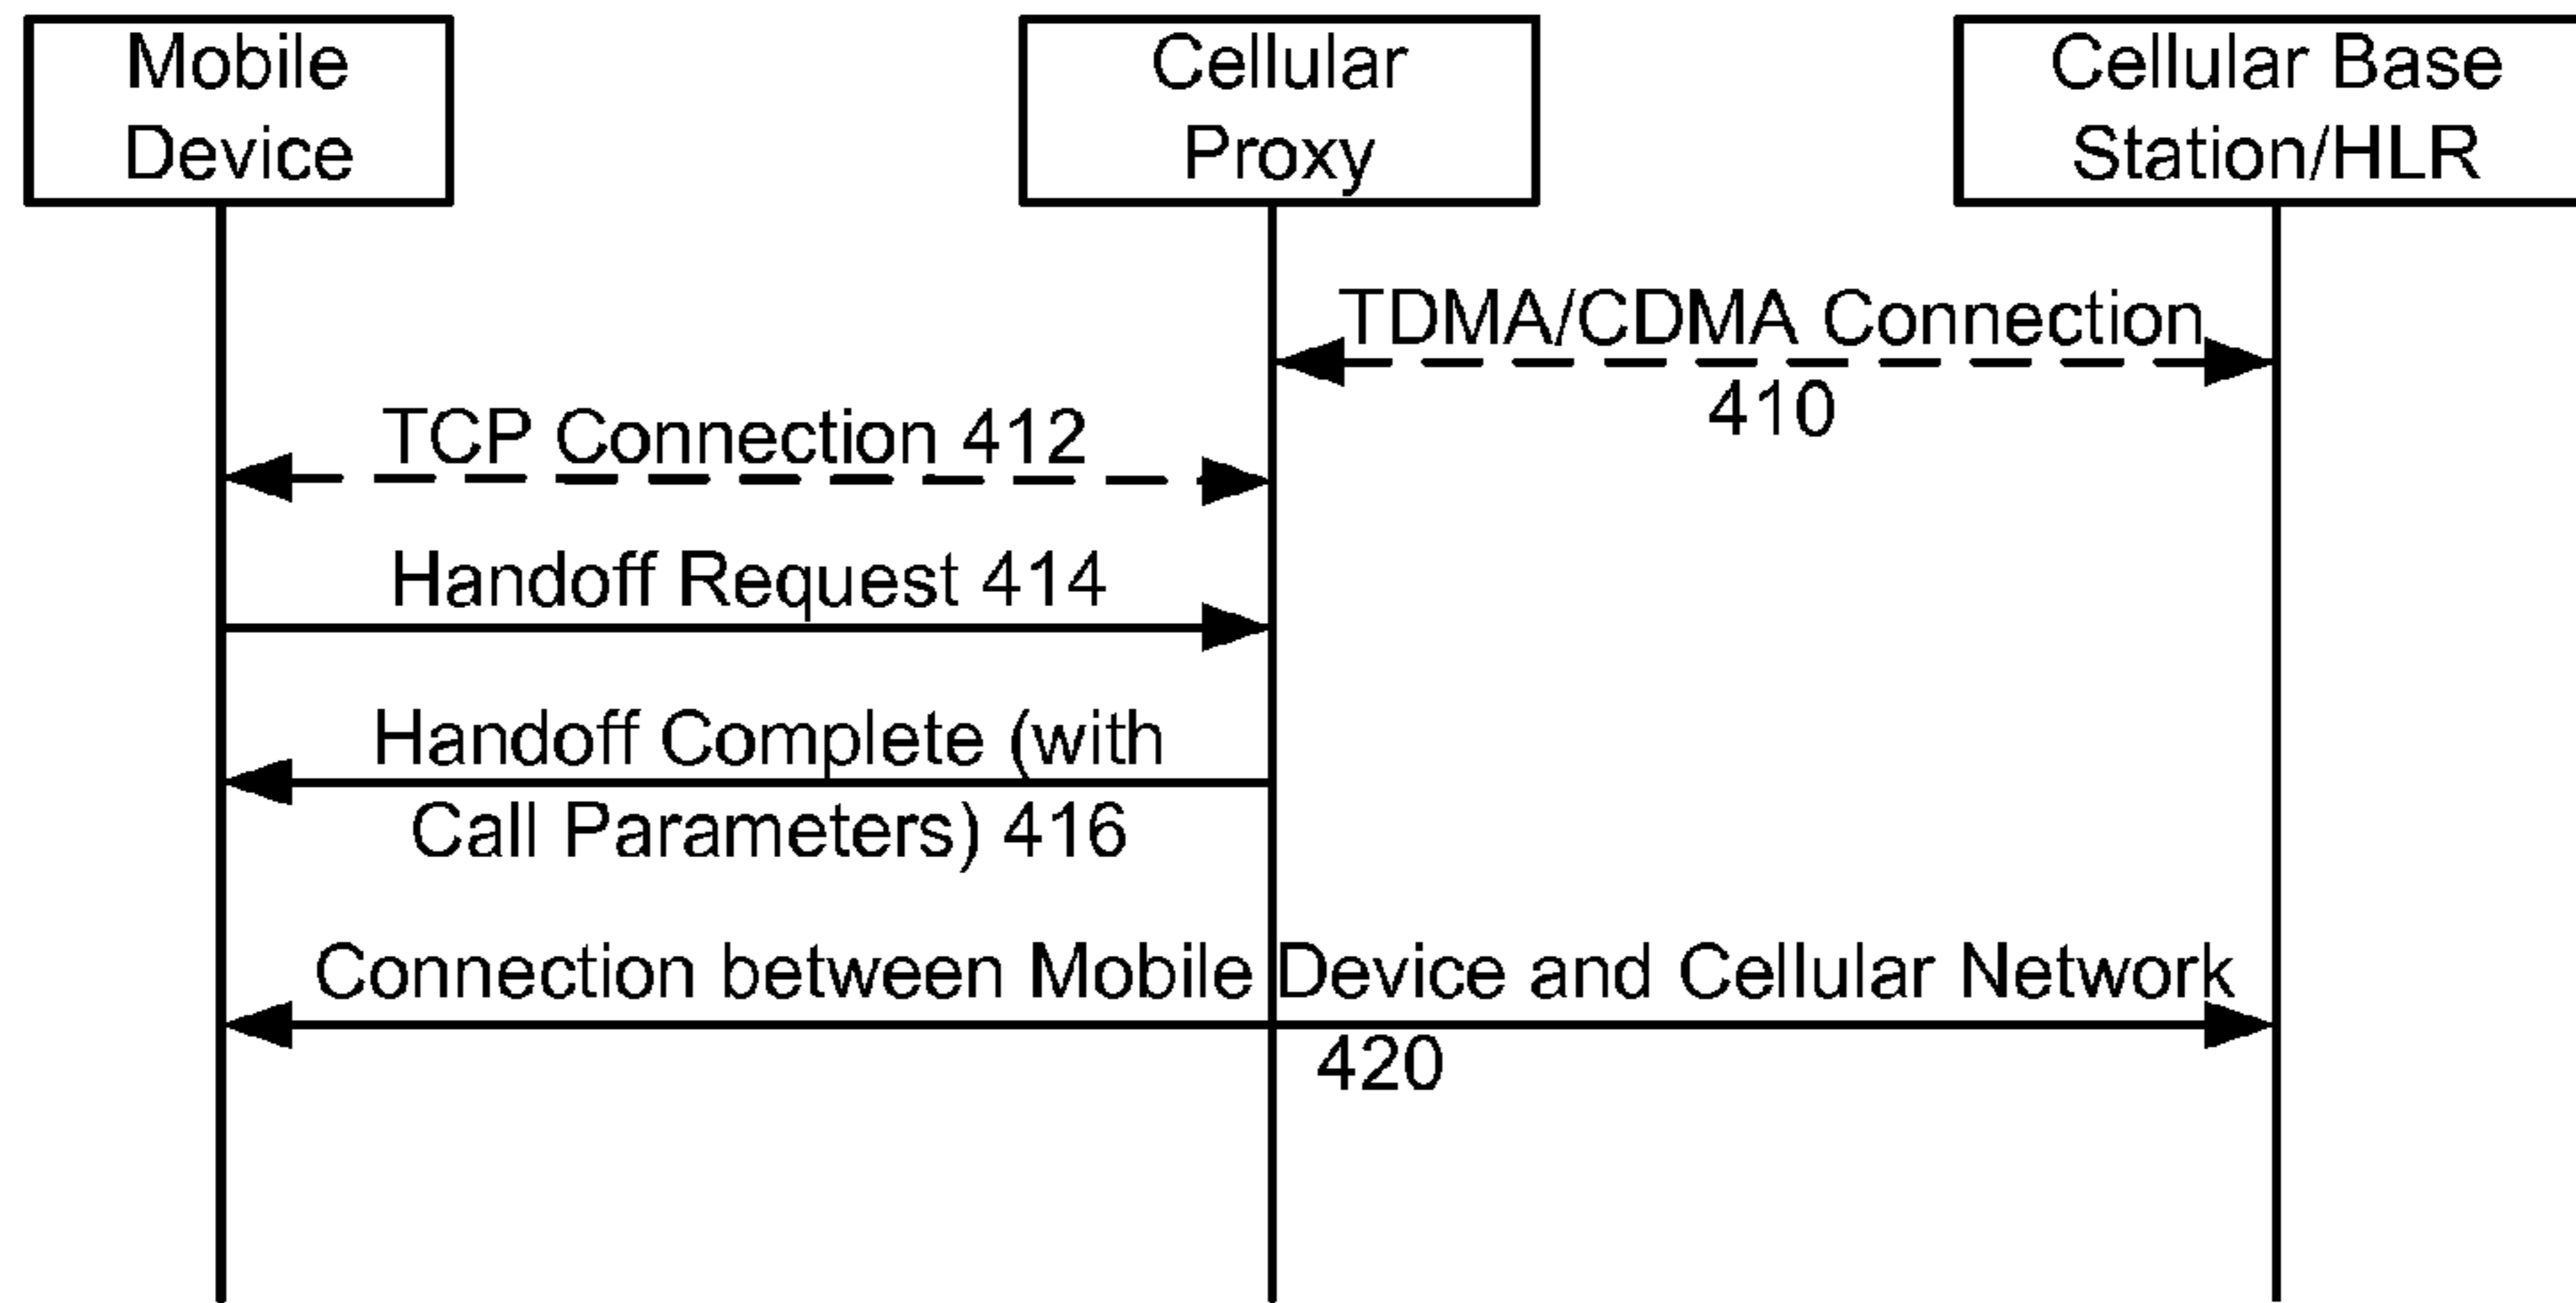 Mobile
Device
Cellular
Proxy
Cellular Base
Station/HLR
TDMA/CDMA Connection
410
TCP Connection 412
Handoff Request 414
Handoff Complete (with
Call Parameters) 416
Connection between Mobile Device and Cellular Network
420